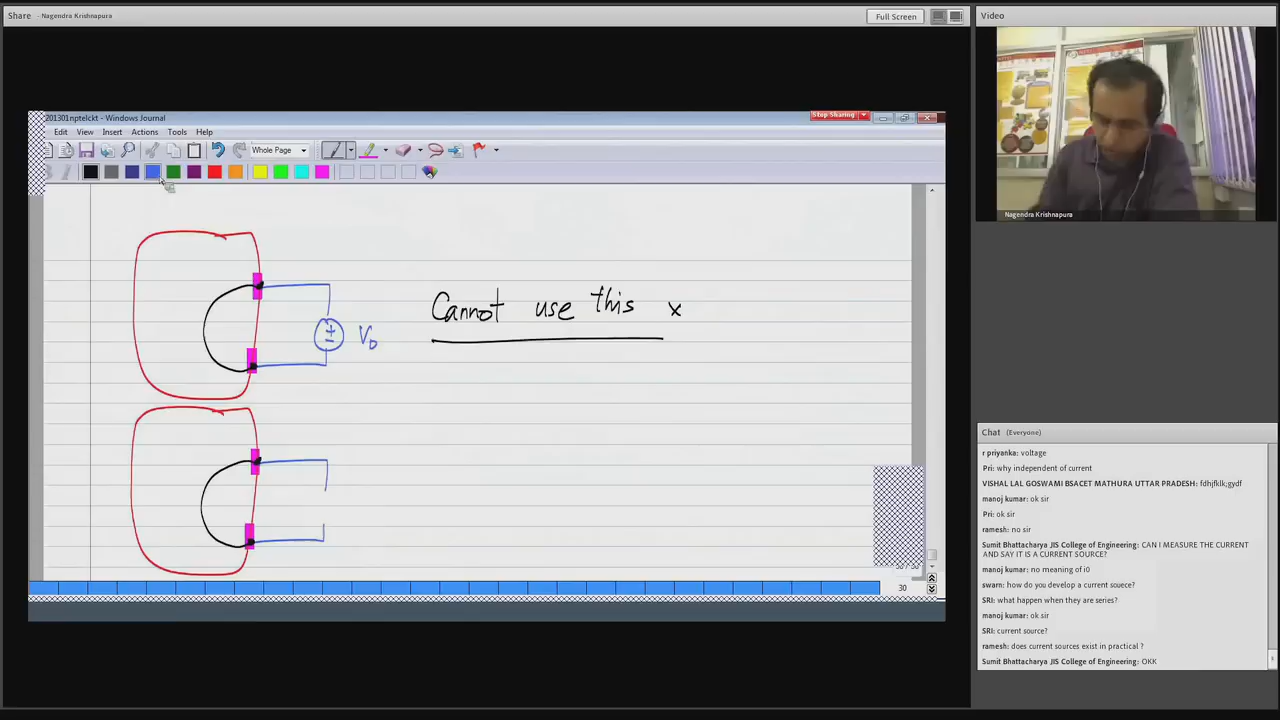 Share - Nagendra Krishnapura
Full Screen
Video
201301nptelckt - Windows Journal
Stop Sharing
Edit View Insert Actions Tools Help
Whole Page
Nagendra Krishnapura
Cannot use this x
+
-
V0
30
Chat (Everyone)
r priyanka: voltage
Pri: why independent of current
VISHAL LAL GOSWAMI BSACET MATHURA UTTAR PRADESH: fdhjfklk;gydf
manoj kumar: ok sir
Pri: ok sir
ramesh: no sir
Sumit Bhattacharya JIS College of Engineering: CAN I MEASURE THE CURRENT
AND SAY IT IS A CURRENT SOURCE?
manoj kumar: no meaning of i0
swarn: how do you develop a current souece?
SRI: what happen when they are series?
manoj kumar: ok sir
SRI: current source?
ramesh: does current sources exist in practical ?
Sumit Bhattacharya JIS College of Engineering: OKK